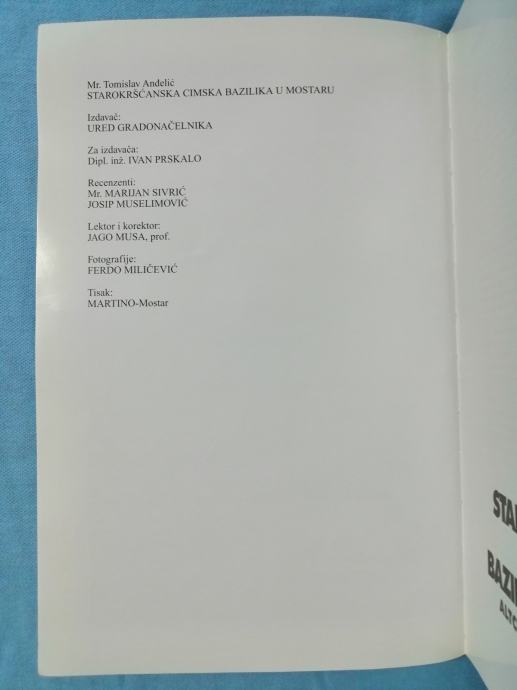 Mr. Tomislav Anđelić
STAROKRŠĆANSKA CIMSKA BAZILIKA U MOSTARU
Izdavač:
URED GRADONAČELNIKA
Za izdavača:
Dipl. inž. IVAN PRSKALO
Recenzenti:
Mr. MARIJAN SIVRIĆ
JOSIP MUSELIMOVIĆ
Lektor i korektor:
JAGO MUSA, prof.
Fotografije:
FERDO MILIČEVIĆ
Tisak:
MARTINO-Mostar